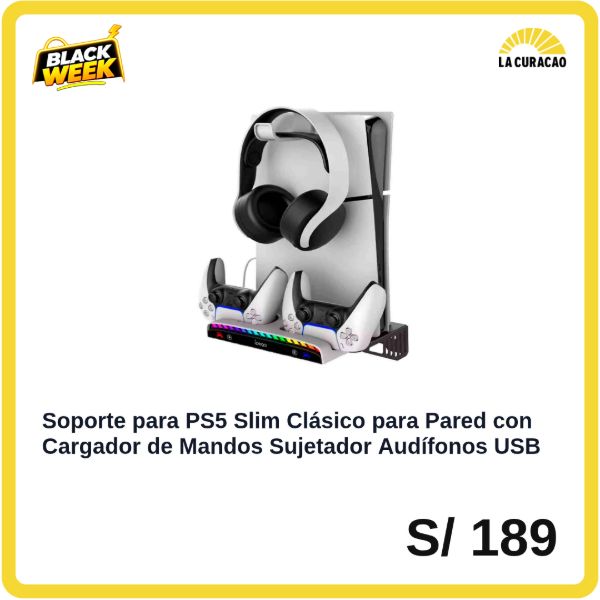 BLACK
WEEK
LA CURACAO
ipega
Soporte para PS5 Slim Clásico para Pared con
Cargador de Mandos Sujetador Audífonos USB
S/ 189